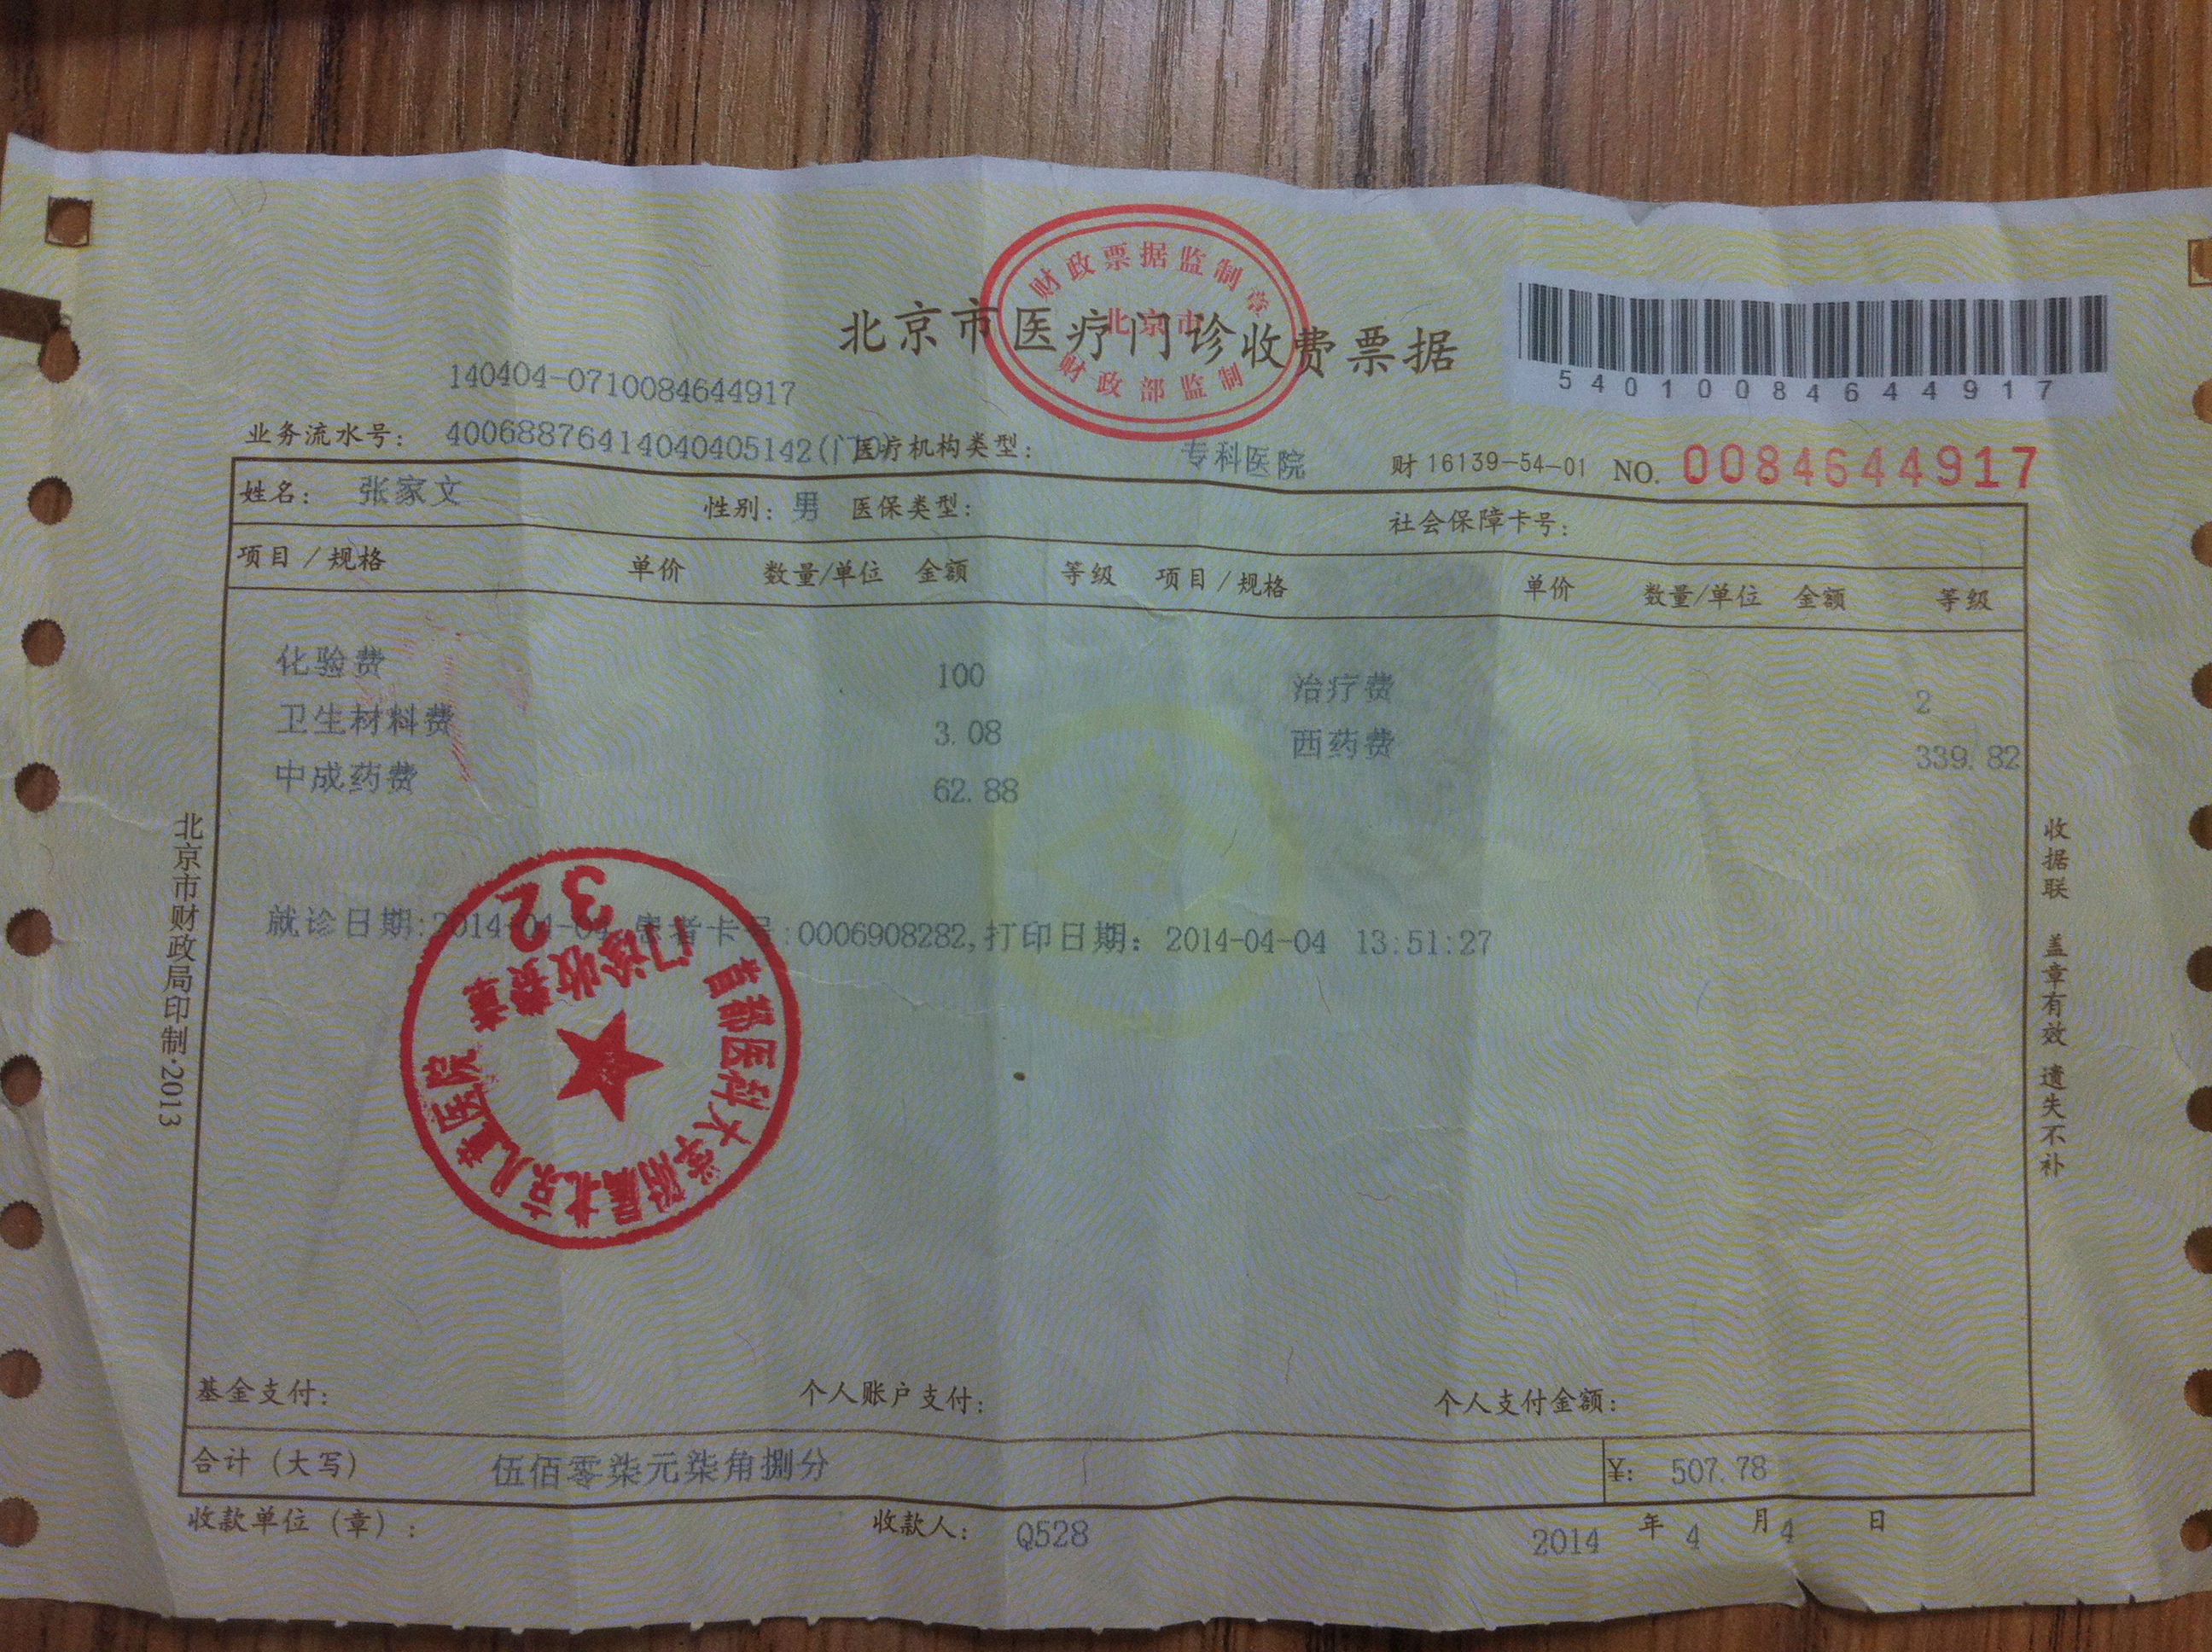 财政票据监制章
北京市
财政部监制
北京市医疗门诊收费票据
54010084644917
140404-0710084644917
业务流水号: 40068876414040405142(门70) 医疗机构类型: 专科医院 财 16139-54-01 NO. 0084644917
姓名: 张家文 性别: 男 医保类型: 社会保障卡号:
项目/规格 单价 数量/单位 金额 等级 项目/规格 单价 数量/单位 金额 等级
化验费 100 治疗费 2
卫生材料费 3.08 西药费 339.82
中成药费 62.88
就诊日期:2014-04-04,患者卡号:0006908282,打印日期: 2014-04-04 13:51:27
首都医科大学附属北京儿童医院
门诊收费章
32
基金支付: 个人账户支付: 个人支付金额:
合计(大写) 伍佰零柒元柒角捌分 ¥: 507.78
收款单位(章): 收款人: Q528 2014 年 4 月 4 日
北京市财政局印制·2013
收据联 盖章有效 遗失不补